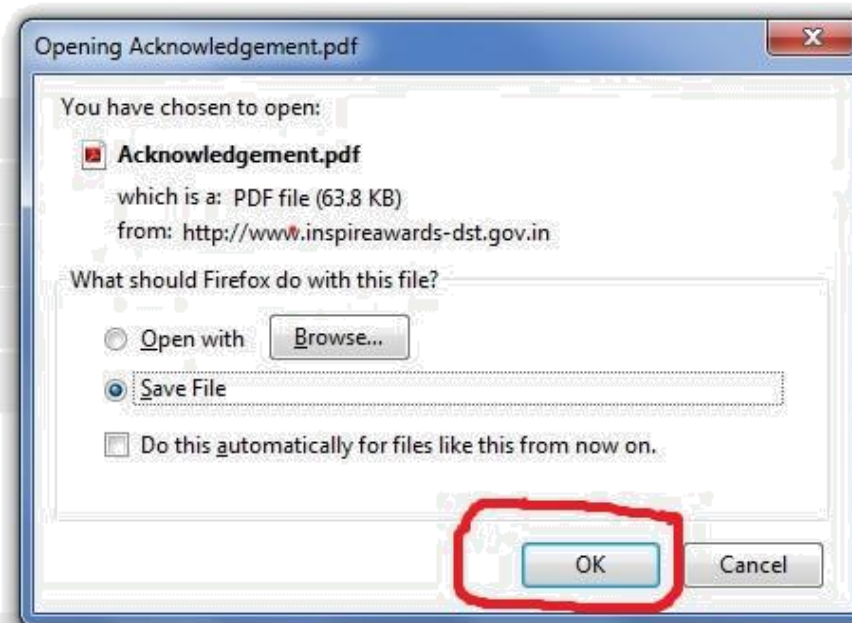 Opening Acknowledgement.pdf
You have chosen to open:
Acknowledgement.pdf
which is a: PDF file (63.8 KB)
from: http://www.inspireawards-dst.gov.in
What should Firefox do with this file?
Open with Browse...
Save File
Do this automatically for files like this from now on.
OK Cancel